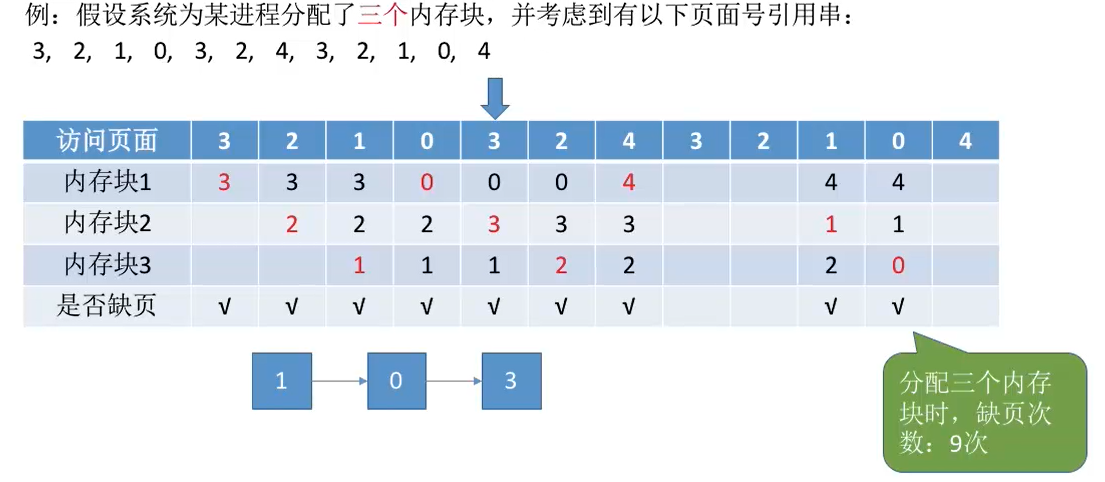 例：假设系统为某进程分配了三个内存块，并考虑到有以下页面号引用串：
3, 2, 1, 0, 3, 2, 4, 3, 2, 1, 0, 4
访问页面 3 2 1 0 3 2 4 3 2 1 0 4
内存块1 3 3 3 0 0 0 4 4 4
内存块2 2 2 2 3 3 3 1 1
内存块3 1 1 1 2 2 2 0
是否缺页 √ √ √ √ √ √ √ √ √
1 0 3
分配三个内存
块时，缺页次
数：9次